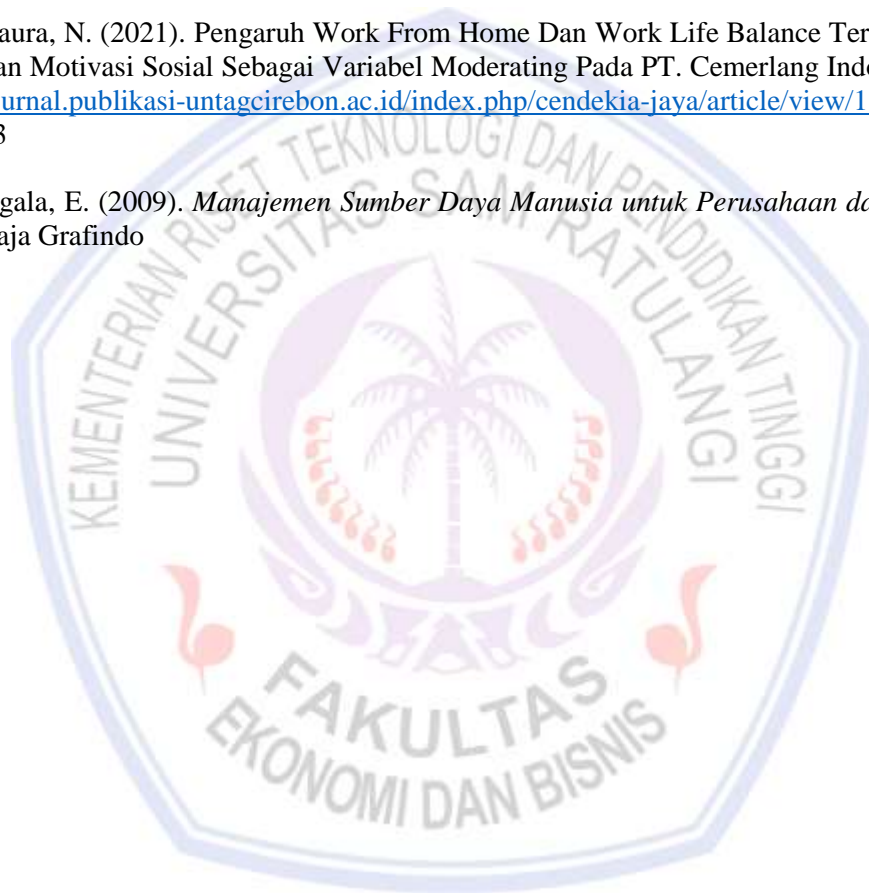 aura, N. (2021). Pengaruh Work From Home Dan Work Life Balance Ter
an Motivasi Sosial Sebagai Variabel Moderating Pada PT. Cemerlang Indo
urnal.publikasi-untagcirebon.ac.id/index.php/cendekia-jaya/article/view/1
3
gala, E. (2009). Manajemen Sumber Daya Manusia untuk Perusahaan da
aja Grafindo
KEMENTERIAN RISET TEKNOLOGI DAN PENDIDIKAN TINGGI
UNIVERSITAS SAM RATULANGI
FAKULTAS
EKONOMI DAN BISNIS